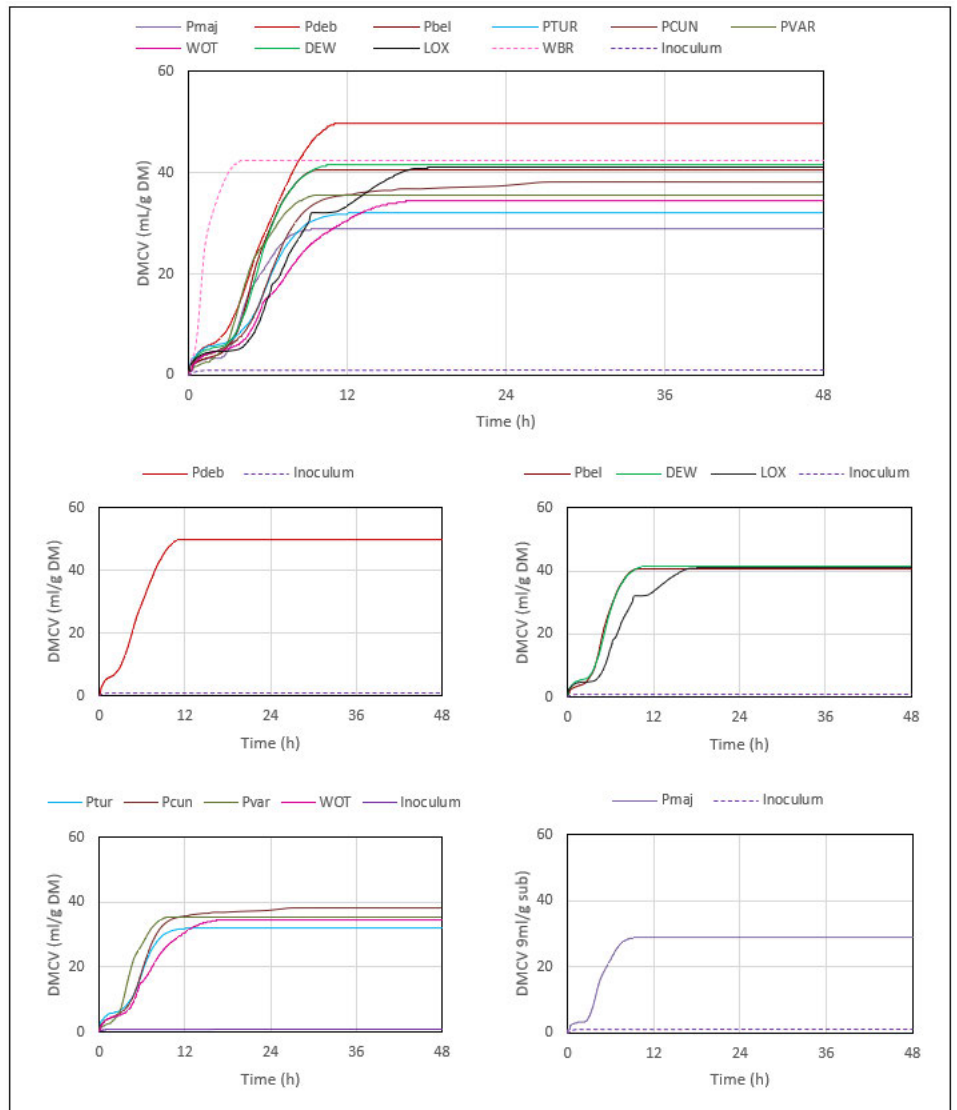 Pmaj Pdeb Pbel PTUR PCUN PVAR
WOT DEW LOX WBR Inoculum
60
40
20
0
DMCV (mL/g DM)
0 12 24 36 48
Time (h)
Pdeb Inoculum
60
40
20
0
DMCV (ml/g DM)
0 12 24 36 48
Time (h)
Pbel DEW LOX Inoculum
60
40
20
0
DMCV (ml/g DM)
0 12 24 36 48
Time (h)
Ptur Pcun Pvar WOT Inoculum
60
40
20
0
DMCV (ml/g DM)
0 12 24 36 48
Time (h)
Pmaj Inoculum
60
40
20
0
DMCV 9ml/g sub)
0 12 24 36 48
Time (h)